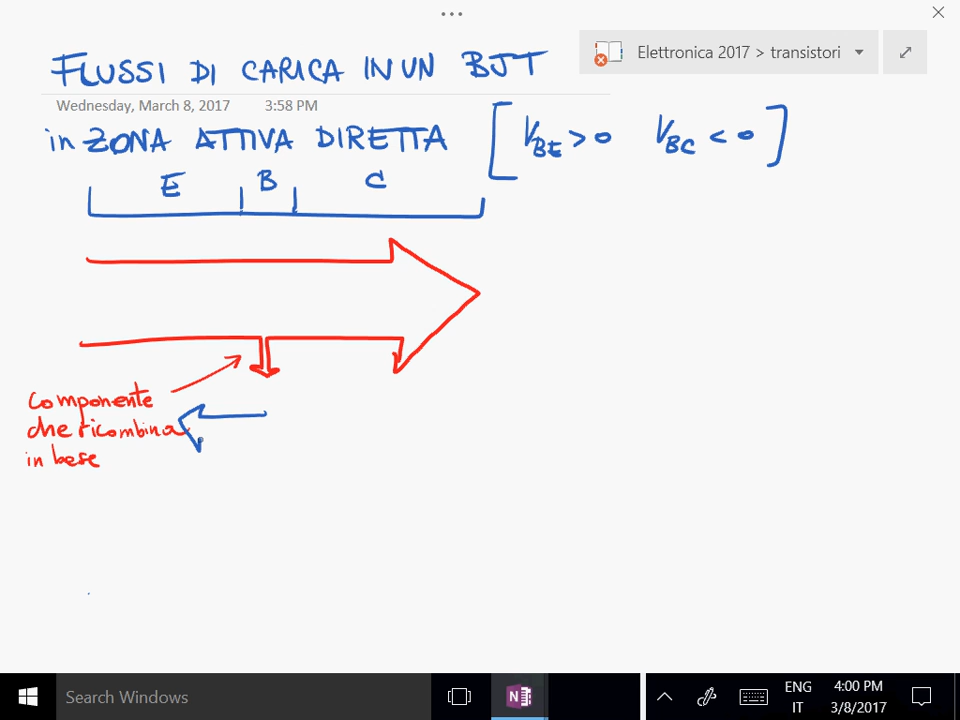 FLUSSI DI CARICA IN UN BJT
Elettronica 2017 > transistori
Wednesday, March 8, 2017 3:58 PM
in ZONA ATTIVA DIRETTA [ VBE > 0 VBC < 0 ]
E B C
componente
che ricombina
in base
Search Windows
N
ENG
IT
4:00 PM
3/8/2017